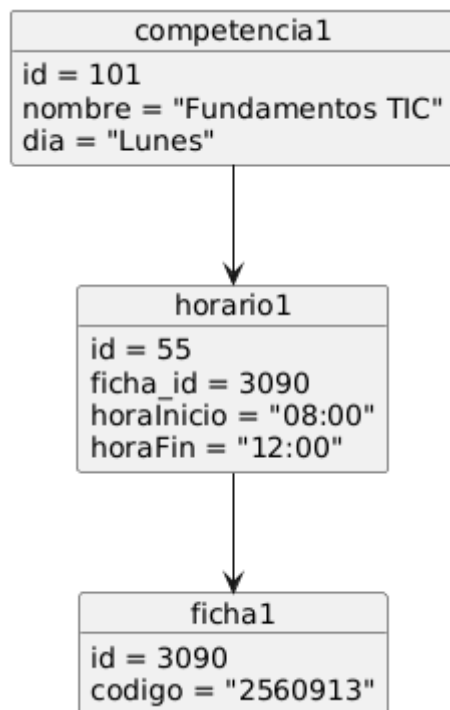 competencia1
id = 101
nombre = "Fundamentos TIC"
dia = "Lunes"
horario1
id = 55
ficha_id = 3090
horaInicio = "08:00"
horaFin = "12:00"
ficha1
id = 3090
codigo = "2560913"